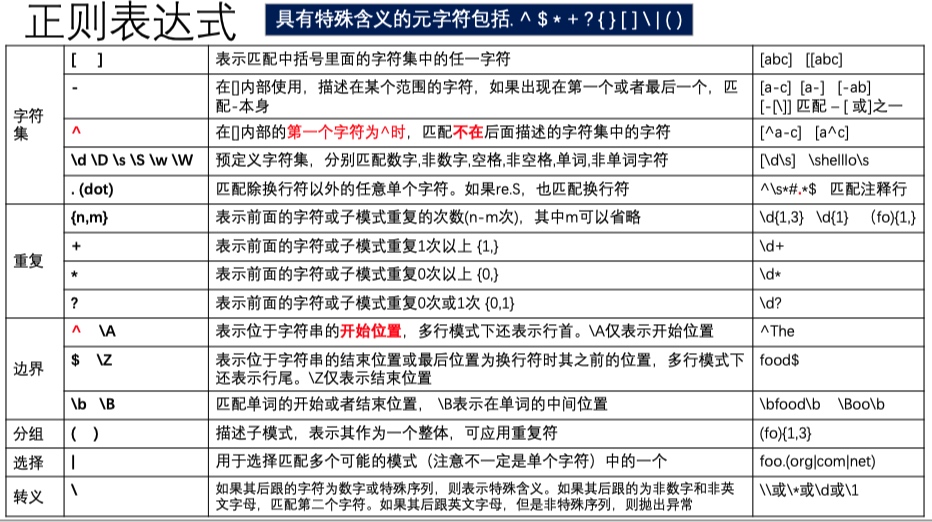 正则表达式
具有特殊含义的元字符包括. ^ $ * + ? { } [ ] \ | ( )
字符
集
[ ]
表示匹配中括号里面的字符集中的任一字符
[abc] [[abc]
-
在[]内部使用，描述在某个范围的字符，如果出现在第一个或者最后一个，匹
配-本身
[a-c] [a-] [-ab]
[-[\]] 匹配 – [ 或]之一
^
在[]内部的第一个字符为^时，匹配不在后面描述的字符集中的字符
[^a-c] [a^c]
\d \D \s \S \w \W
预定义字符集，分别匹配数字,非数字,空格,非空格,单词,非单词字符
[\d\s] \shelllo\s
. (dot)
匹配除换行符以外的任意单个字符。如果re.S，也匹配换行符
^\s*#.*$ 匹配注释行
重复
{n,m}
表示前面的字符或子模式重复的次数(n-m次)，其中m可以省略
\d{1,3} \d{1} （fo){1,}
+
表示前面的字符或子模式重复1次以上 {1,}
\d+
*
表示前面的字符或子模式重复0次以上 {0,}
\d*
?
表示前面的字符或子模式重复0次或1次 {0,1}
\d?
边界
^ \A
表示位于字符串的开始位置，多行模式下还表示行首。\A仅表示开始位置
^The
$ \Z
表示位于字符串的结束位置或最后位置为换行符时其之前的位置，多行模式下
还表示行尾。\Z仅表示结束位置
food$
\b \B
匹配单词的开始或者结束位置， \B表示在单词的中间位置
\bfood\b \Boo\b
分组
( )
描述子模式，表示其作为一个整体，可应用重复符
(fo){1,3}
选择
|
用于选择匹配多个可能的模式（注意不一定是单个字符）中的一个
foo.(org|com|net)
转义
\
如果其后跟的字符为数字或特殊序列，则表示特殊含义。如果其后跟的为非数字和非英
文字母，匹配第二个字符。如果其后跟英文字母，但是非特殊序列，则抛出异常
\\或\*或\d或\1